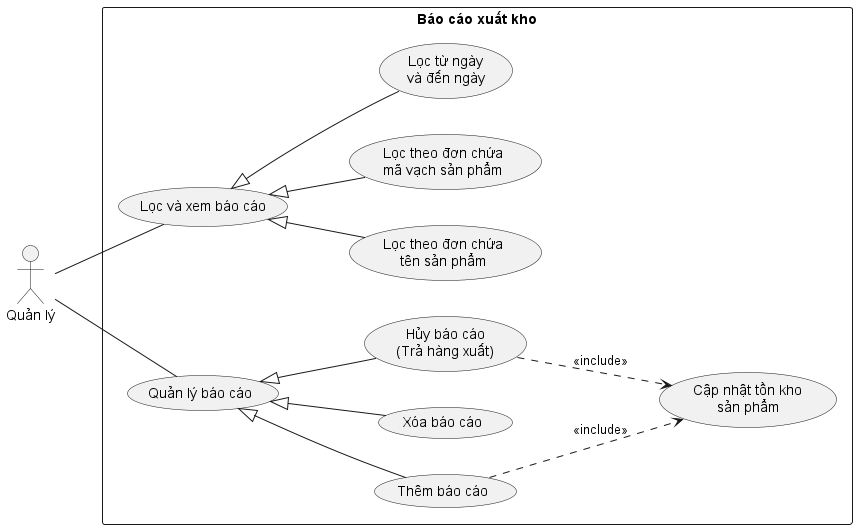 Báo cáo xuất kho
Lọc từ ngày
và đến ngày
Lọc theo đơn chứa
mã vạch sản phẩm
Lọc và xem báo cáo
Lọc theo đơn chứa
tên sản phẩm
Quản lý
Hủy báo cáo
(Trả hàng xuất)
«include»
Quản lý báo cáo
Cập nhật tồn kho
sản phẩm
Xóa báo cáo
«include»
Thêm báo cáo